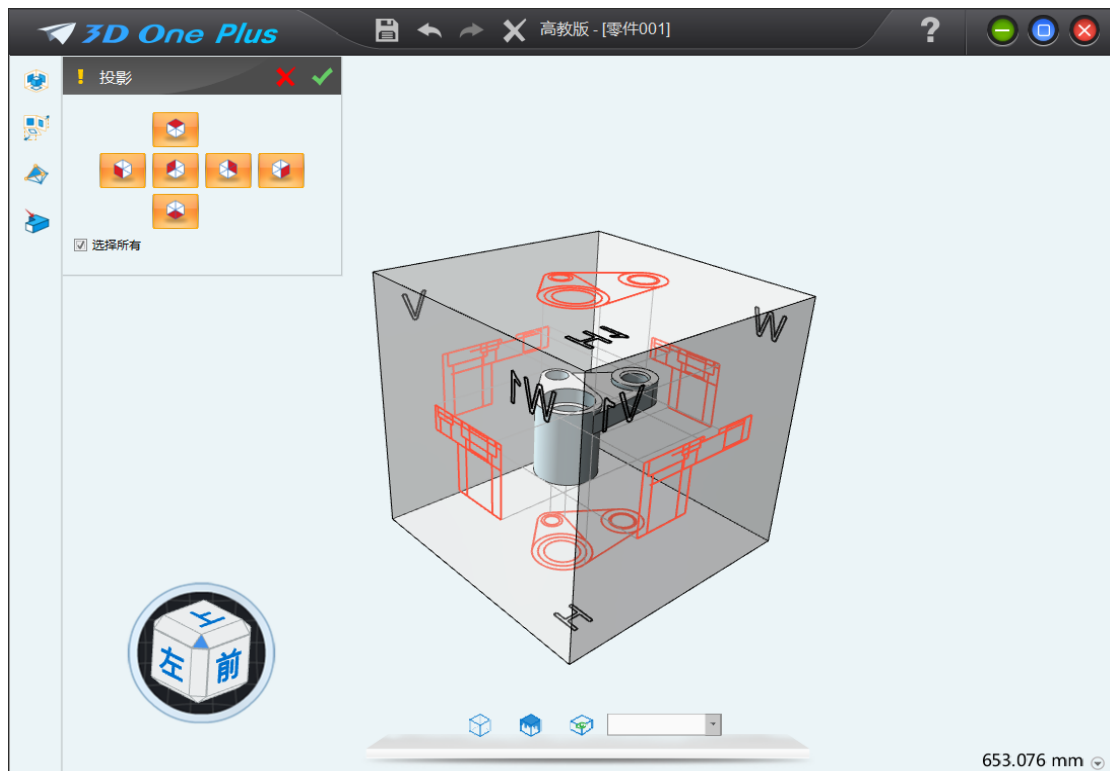 3D One Plus
高教版 - [零件001]
?
! 投影
选择所有
V
W
H1
W1
V1
H
上
左
前
653.076 mm